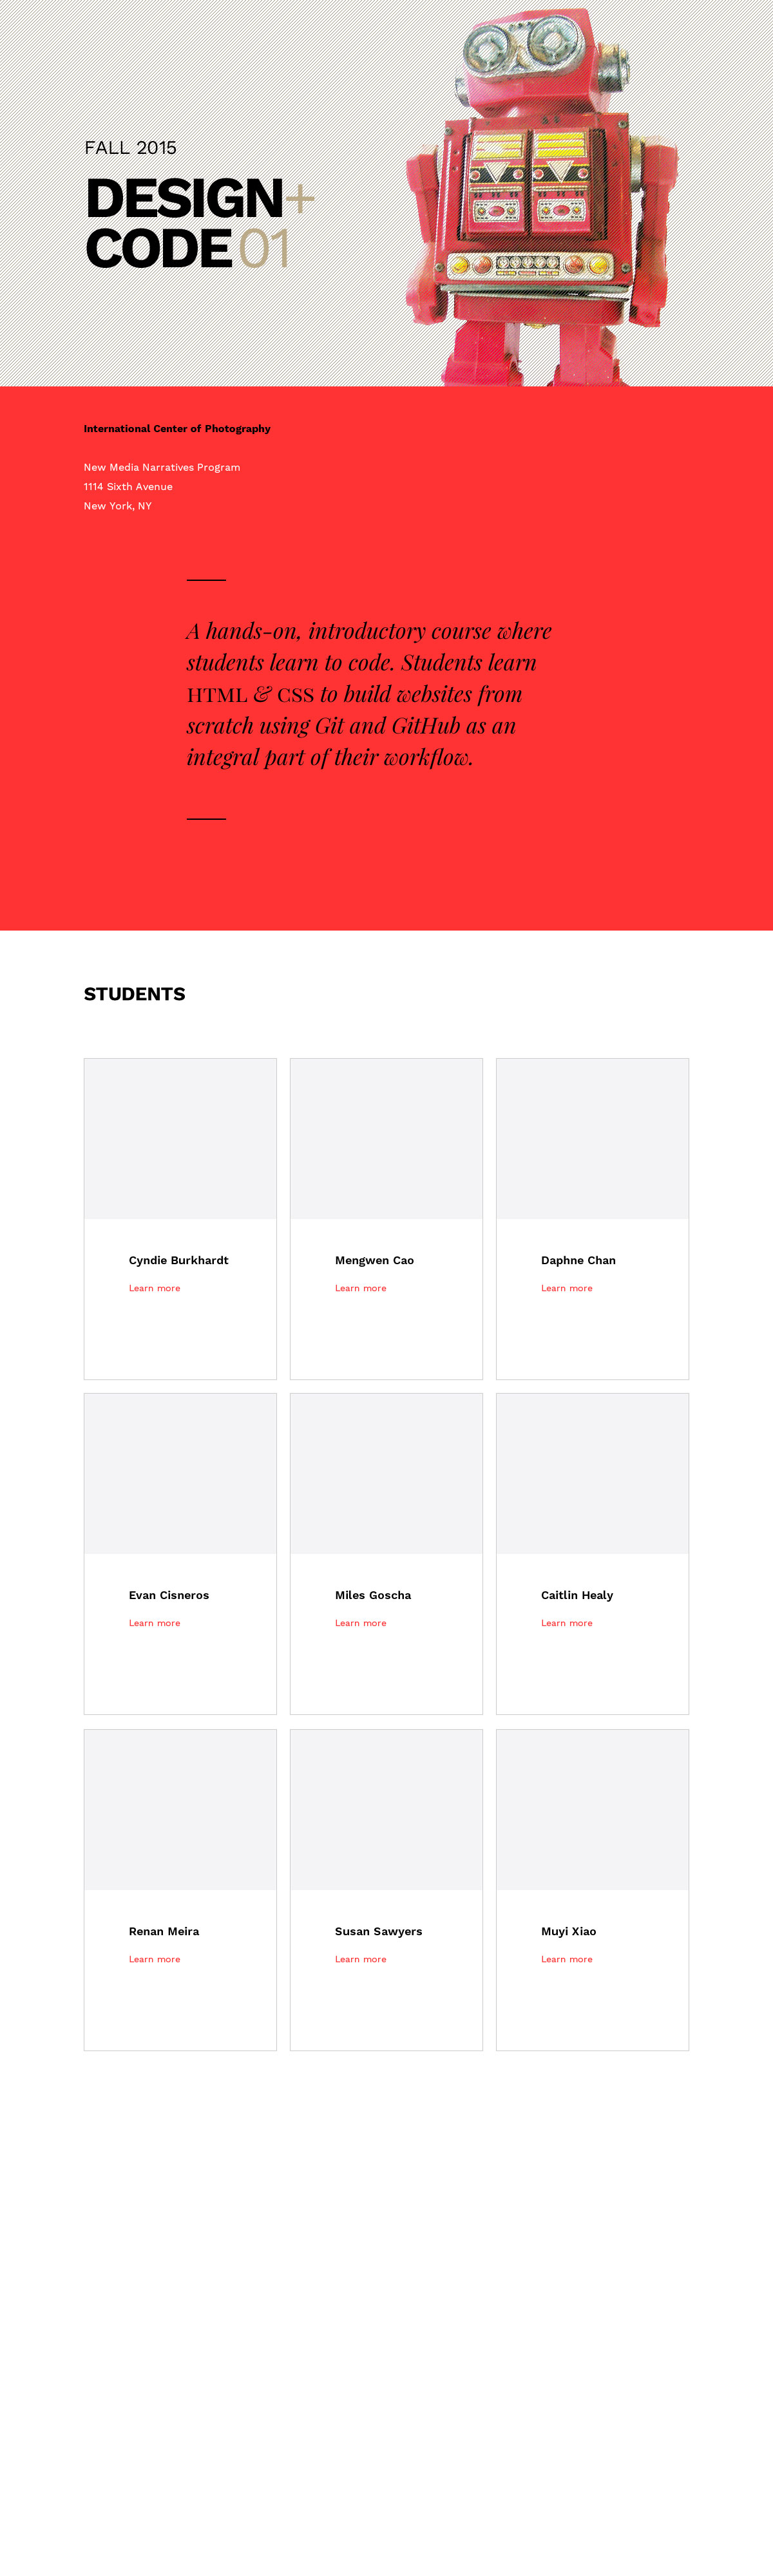 FALL 2015
DESIGN+
CODE 01
International Center of Photography
New Media Narratives Program
1114 Sixth Avenue
New York, NY
A hands-on, introductory course where
students learn to code. Students learn
HTML & CSS to build websites from
scratch using Git and GitHub as an
integral part of their workflow.
STUDENTS
Cyndie Burkhardt
Learn more
Mengwen Cao
Learn more
Daphne Chan
Learn more
Evan Cisneros
Learn more
Miles Goscha
Learn more
Caitlin Healy
Learn more
Renan Meira
Learn more
Susan Sawyers
Learn more
Muyi Xiao
Learn more